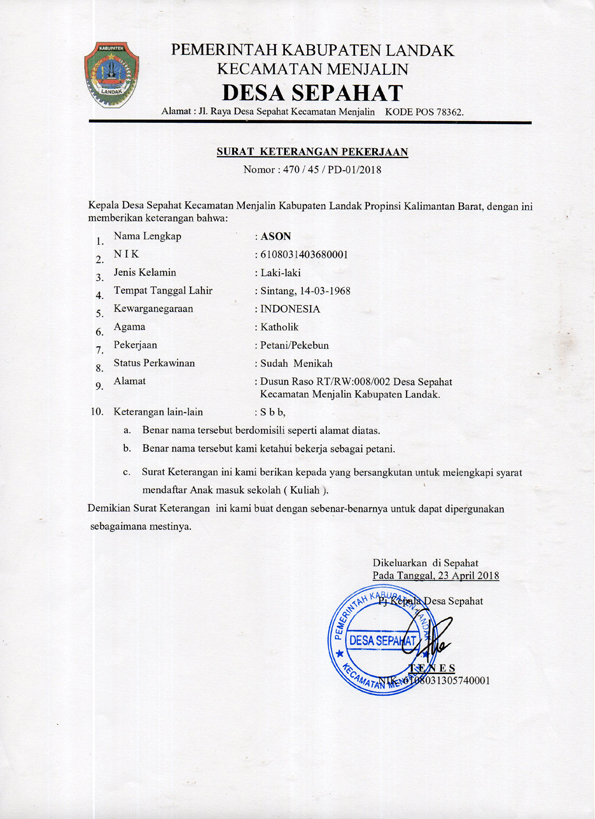 KABUPATEN
LANDAK
PEMERINTAH KABUPATEN LANDAK
KECAMATAN MENJALIN
DESA SEPAHAT
Alamat : Jl. Raya Desa Sepahat Kecamatan Menjalin KODE POS 78362.
SURAT KETERANGAN PEKERJAAN
Nomor : 470 / 45 / PD-01/2018
Kepala Desa Sepahat Kecamatan Menjalin Kabupaten Landak Propinsi Kalimantan Barat, dengan ini
memberikan keterangan bahwa:
1. Nama Lengkap : ASON
2. N I K : 6108031403680001
3. Jenis Kelamin : Laki-laki
4. Tempat Tanggal Lahir : Sintang, 14-03-1968
5. Kewarganegaraan : INDONESIA
6. Agama : Katholik
7. Pekerjaan : Petani/Pekebun
8. Status Perkawinan : Sudah Menikah
9. Alamat : Dusun Raso RT/RW:008/002 Desa Sepahat
Kecamatan Menjalin Kabupaten Landak.
10. Keterangan lain-lain : S b b,
a. Benar nama tersebut berdomisili seperti alamat diatas.
b. Benar nama tersebut kami ketahui bekerja sebagai petani.
c. Surat Keterangan ini kami berikan kepada yang bersangkutan untuk melengkapi syarat
mendaftar Anak masuk sekolah ( Kuliah ).
Demikian Surat Keterangan ini kami buat dengan sebenar-benarnya untuk dapat dipergunakan
sebagaimana mestinya.
Dikeluarkan di Sepahat
Pada Tanggal, 23 April 2018
Pj Kepala Desa Sepahat
PEMERINTAH KABUPATEN LANDAK
DESA SEPAHAT
KECAMATAN MENJALIN
T E N E S
NIK. 6108031305740001